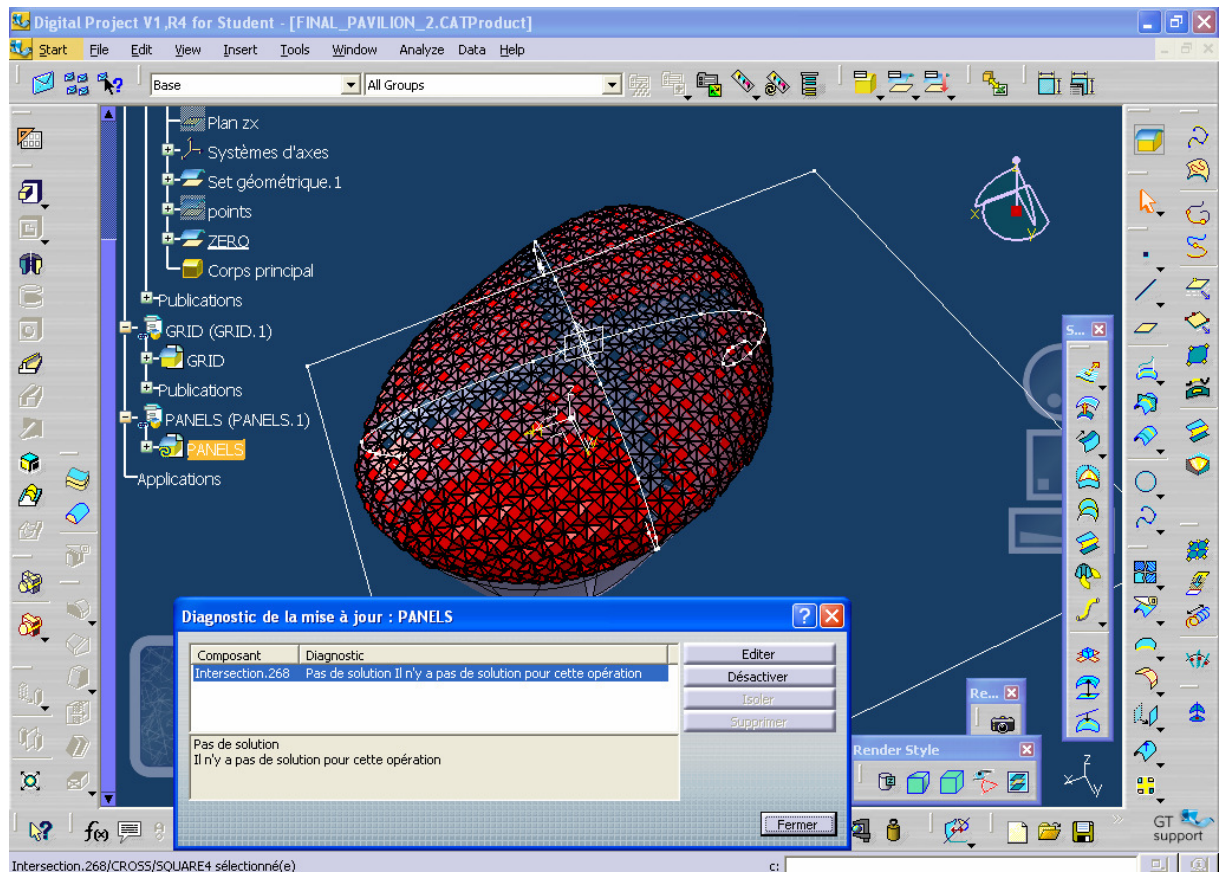 Digital Project V1,R4 for Student - [FINAL_PAVILION_2.CATProduct]
Start File Edit View Insert Tools Window Analyze Data Help
Base All Groups
Plan zx
Systèmes d'axes
Set géométrique.1
points
ZERO
Corps principal
Publications
GRID (GRID.1)
GRID
Publications
PANELS (PANELS.1)
PANELS
Applications
x
y
S...
Diagnostic de la mise à jour : PANELS
Composant Diagnostic
Intersection.268 Pas de solution Il n'y a pas de solution pour cette opération
Editer
Désactiver
Isoler
Supprimer
Pas de solution
Il n'y a pas de solution pour cette opération
Fermer
Re...
Render Style
z
x
y
f(x)
GT
support
Intersection.268/CROSS/SQUARE4 sélectionné(e)
c: